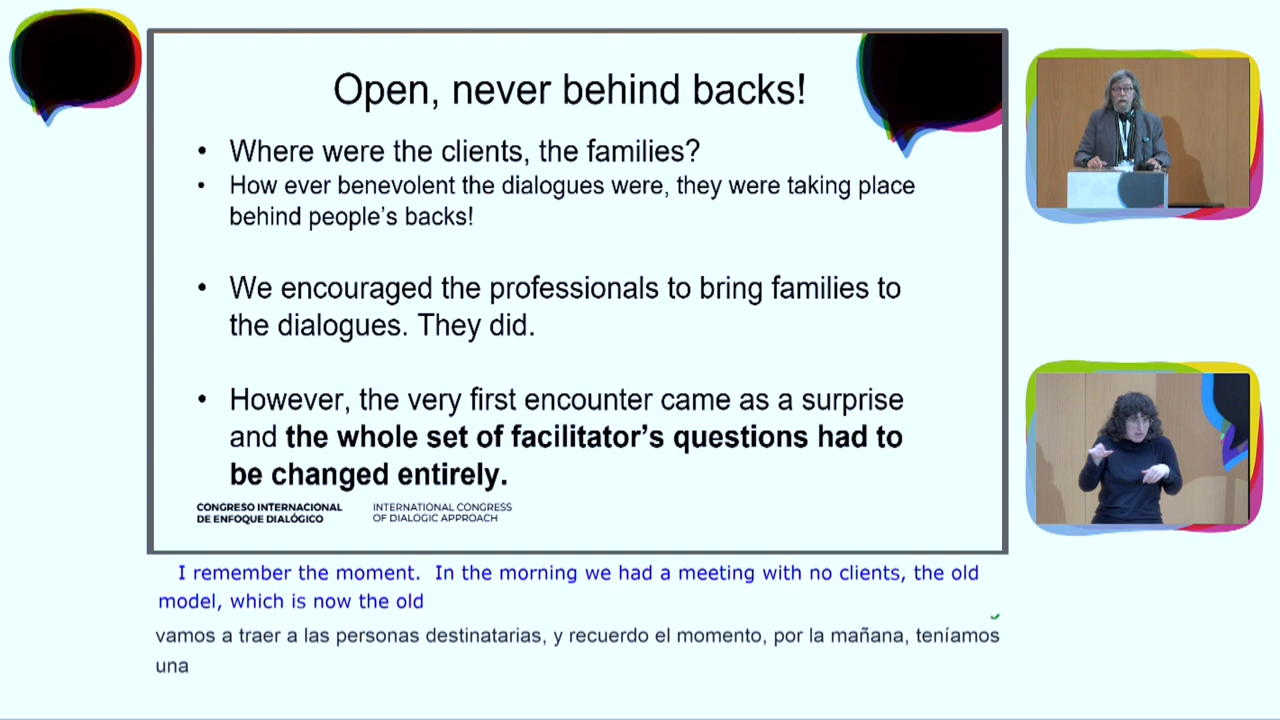 Open, never behind backs!
• Where were the clients, the families?
• How ever benevolent the dialogues were, they were taking place
behind people's backs!
• We encouraged the professionals to bring families to
the dialogues. They did.
• However, the very first encounter came as a surprise
and the whole set of facilitator's questions had to
be changed entirely.
CONGRESO INTERNACIONAL
DE ENFOQUE DIALÓGICO
INTERNATIONAL CONGRESS
OF DIALOGIC APPROACH
I remember the moment.  In the morning we had a meeting with no clients, the old
model, which is now the old
vamos a traer a las personas destinatarias, y recuerdo el momento, por la mañana, teníamos
una